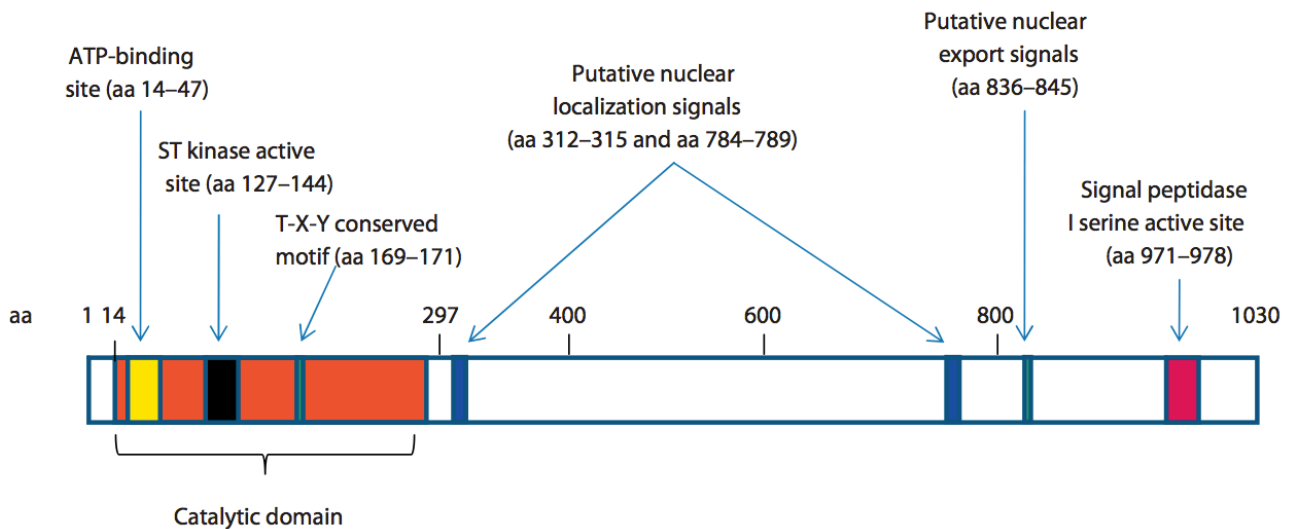 ATP-binding
site (aa 14–47)
ST kinase active
site (aa 127–144)
T-X-Y conserved
motif (aa 169–171)
Putative nuclear
localization signals
(aa 312–315 and aa 784–789)
Putative nuclear
export signals
(aa 836–845)
Signal peptidase
I serine active site
(aa 971–978)
aa 1 14 297 400 600 800 1030
Catalytic domain